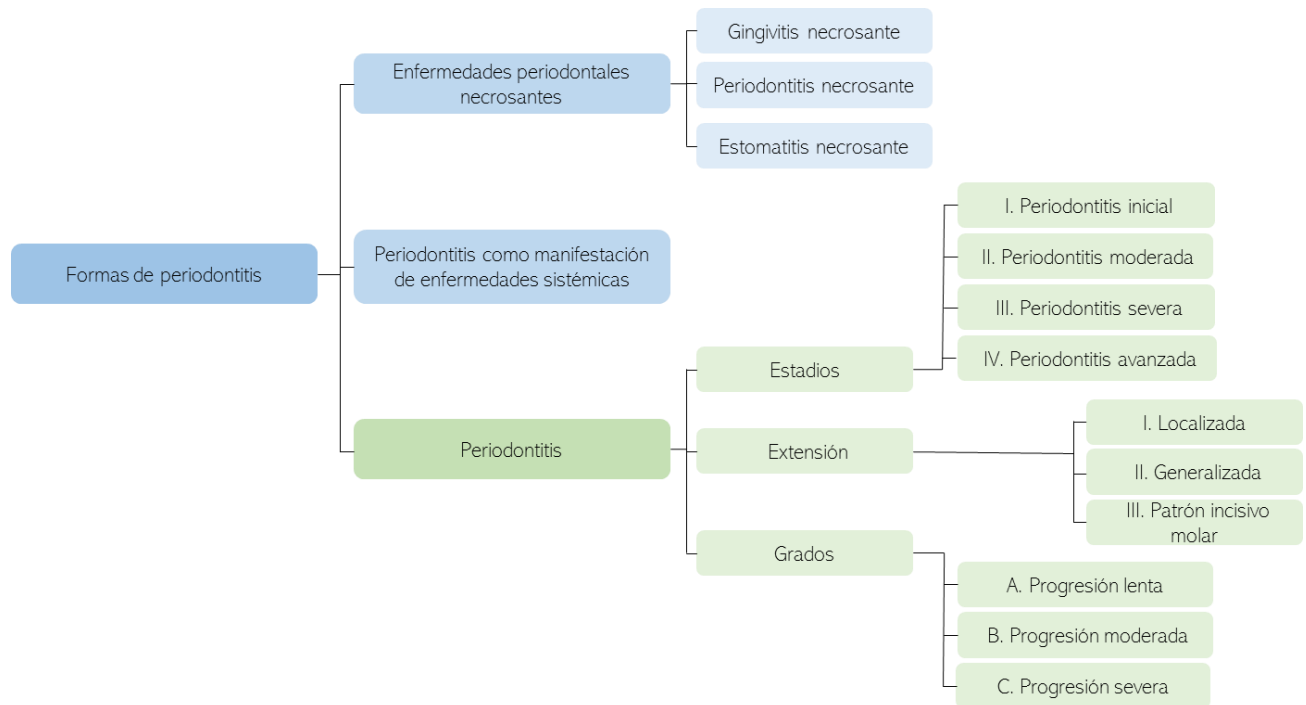 Formas de periodontitis
Enfermedades periodontales
necrosantes
Gingivitis necrosante
Periodontitis necrosante
Estomatitis necrosante
Periodontitis como manifestación
de enfermedades sistémicas
Periodontitis
Estadios
I. Periodontitis inicial
II. Periodontitis moderada
III. Periodontitis severa
IV. Periodontitis avanzada
Extensión
I. Localizada
II. Generalizada
III. Patrón incisivo
molar
Grados
A. Progresión lenta
B. Progresión moderada
C. Progresión severa